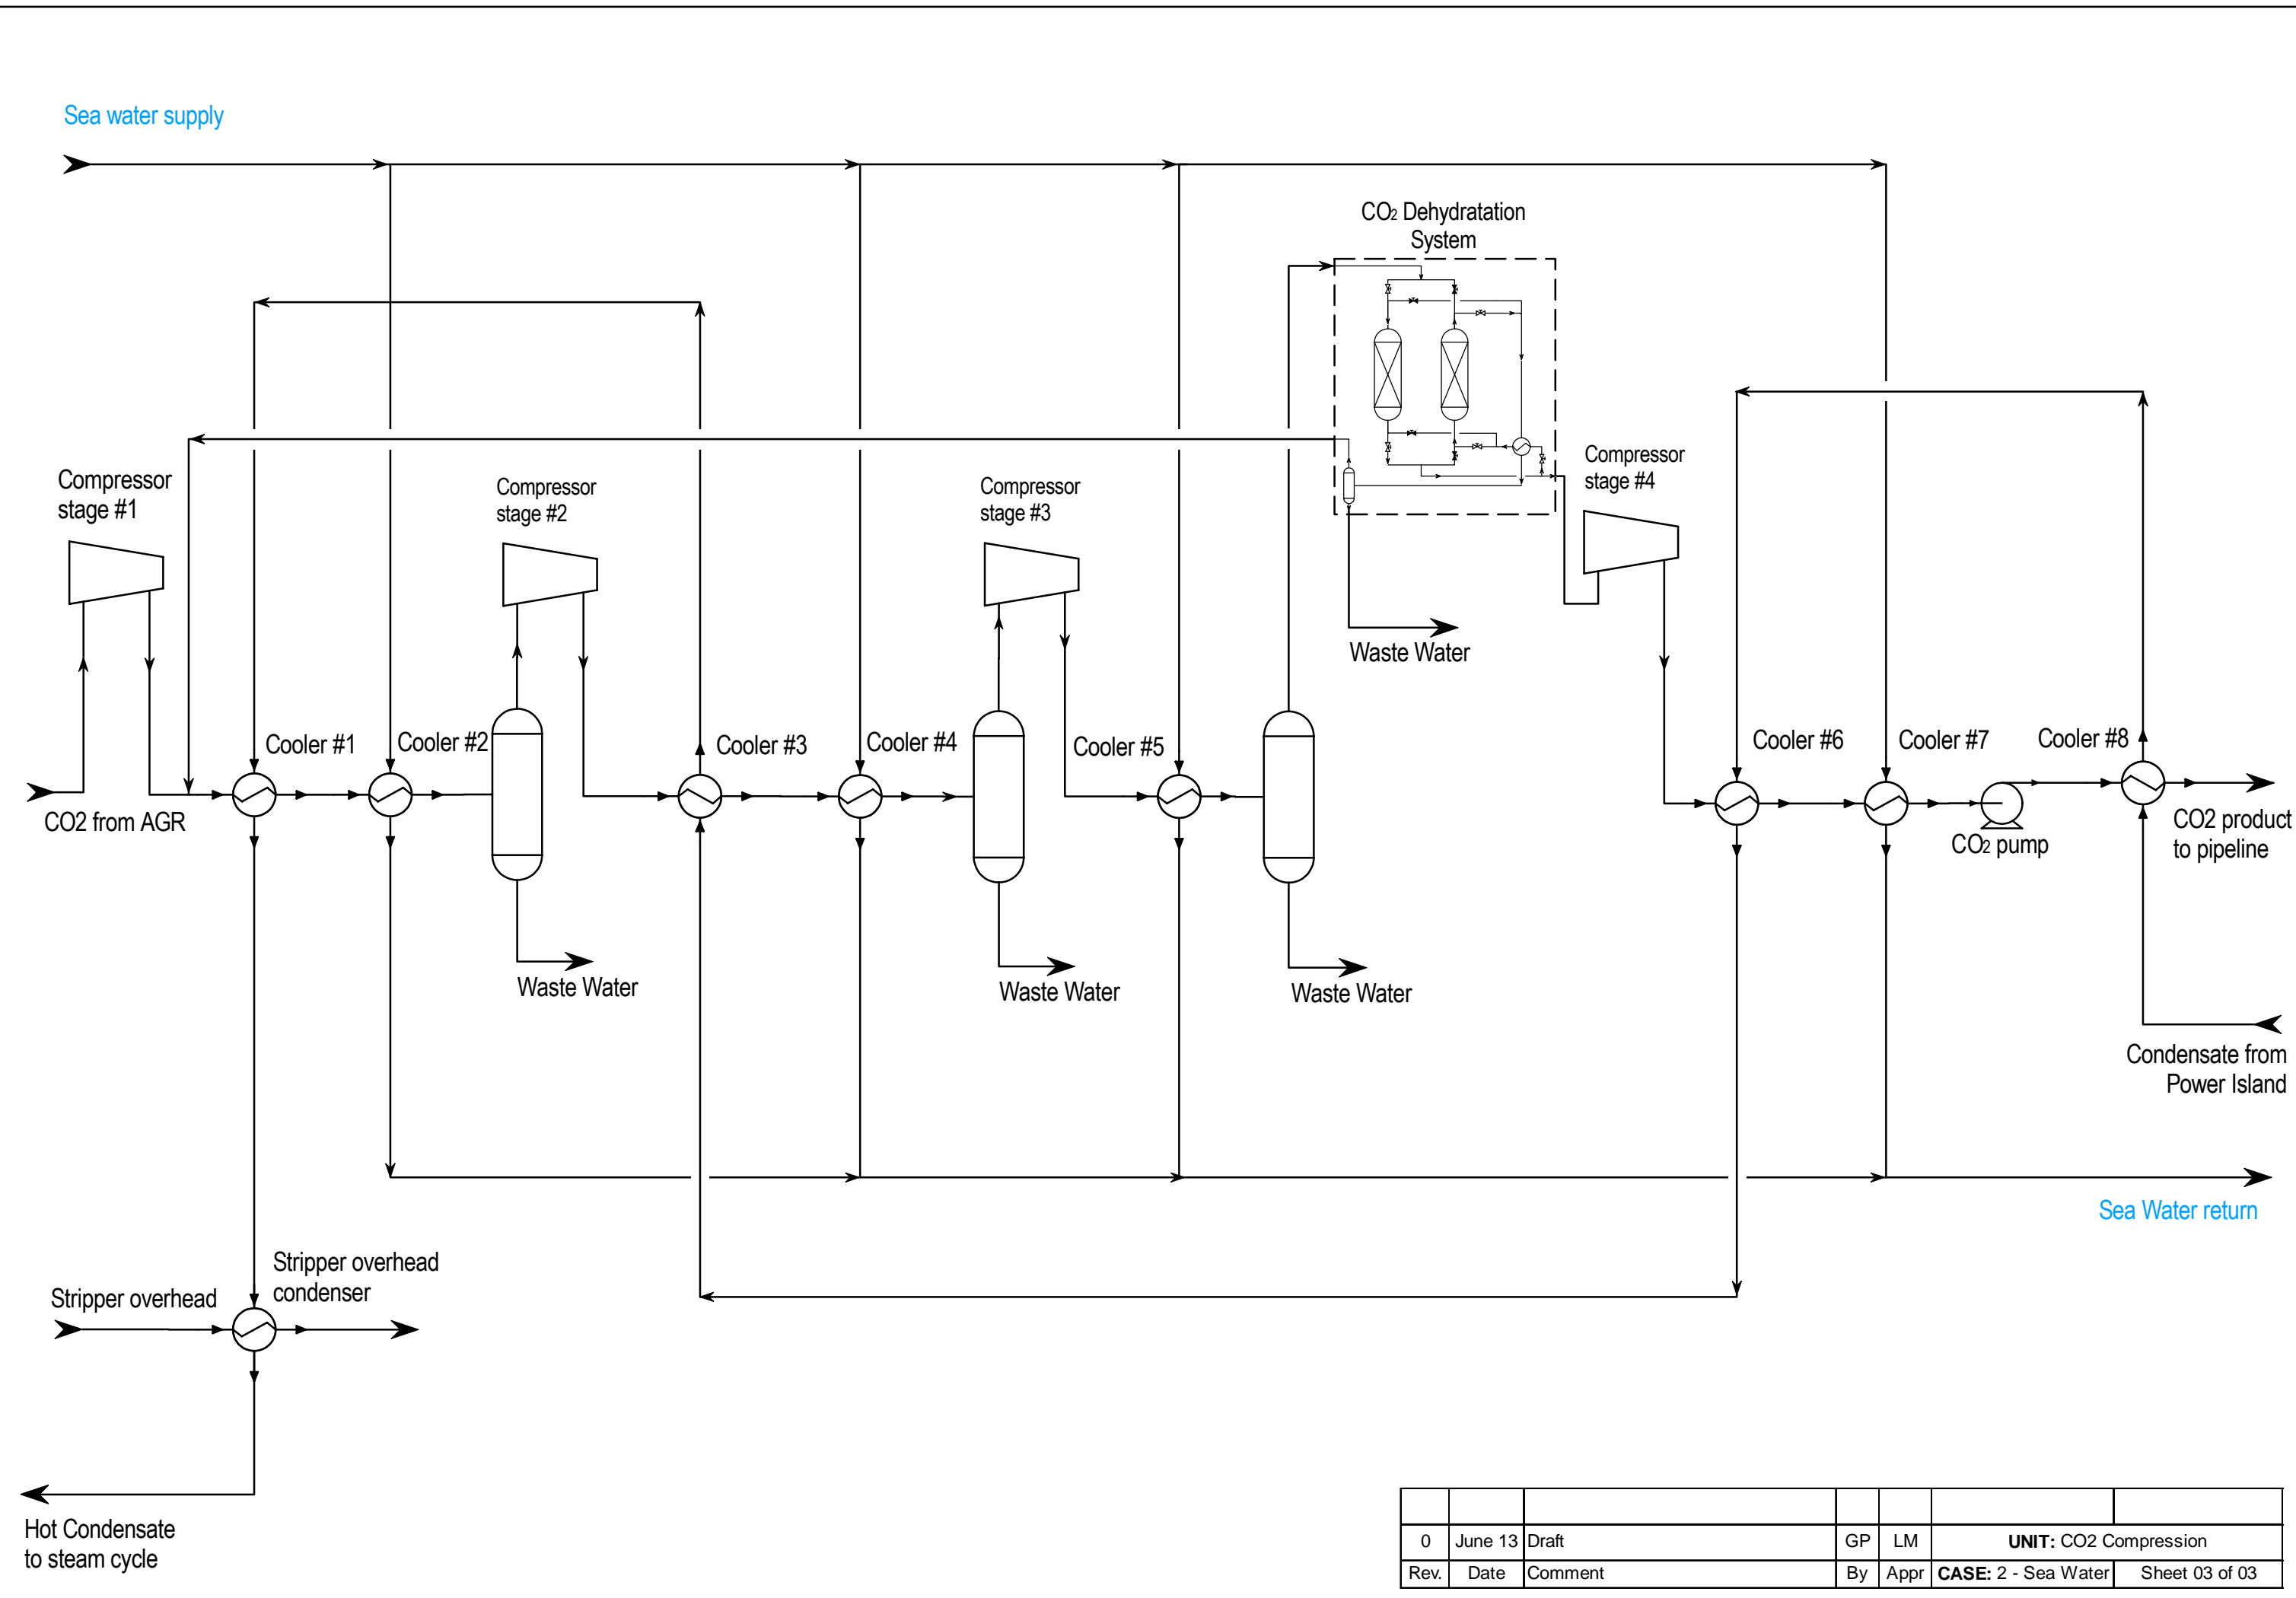 Sea water supply
CO2 Dehydratation
System
Compressor
stage #1
Compressor
stage #2
Compressor
stage #3
Compressor
stage #4
Waste Water
Cooler #1
Cooler #2
Cooler #3
Cooler #4
Cooler #5
Cooler #6
Cooler #7
Cooler #8
CO2 from AGR
CO2 pump
CO2 product
to pipeline
Waste Water
Waste Water
Waste Water
Condensate from
Power Island
Sea Water return
Stripper overhead
Stripper overhead
condenser
Hot Condensate
to steam cycle
0 June 13 Draft GP LM UNIT: CO2 Compression
Rev. Date Comment By Appr CASE: 2 - Sea Water Sheet 03 of 03